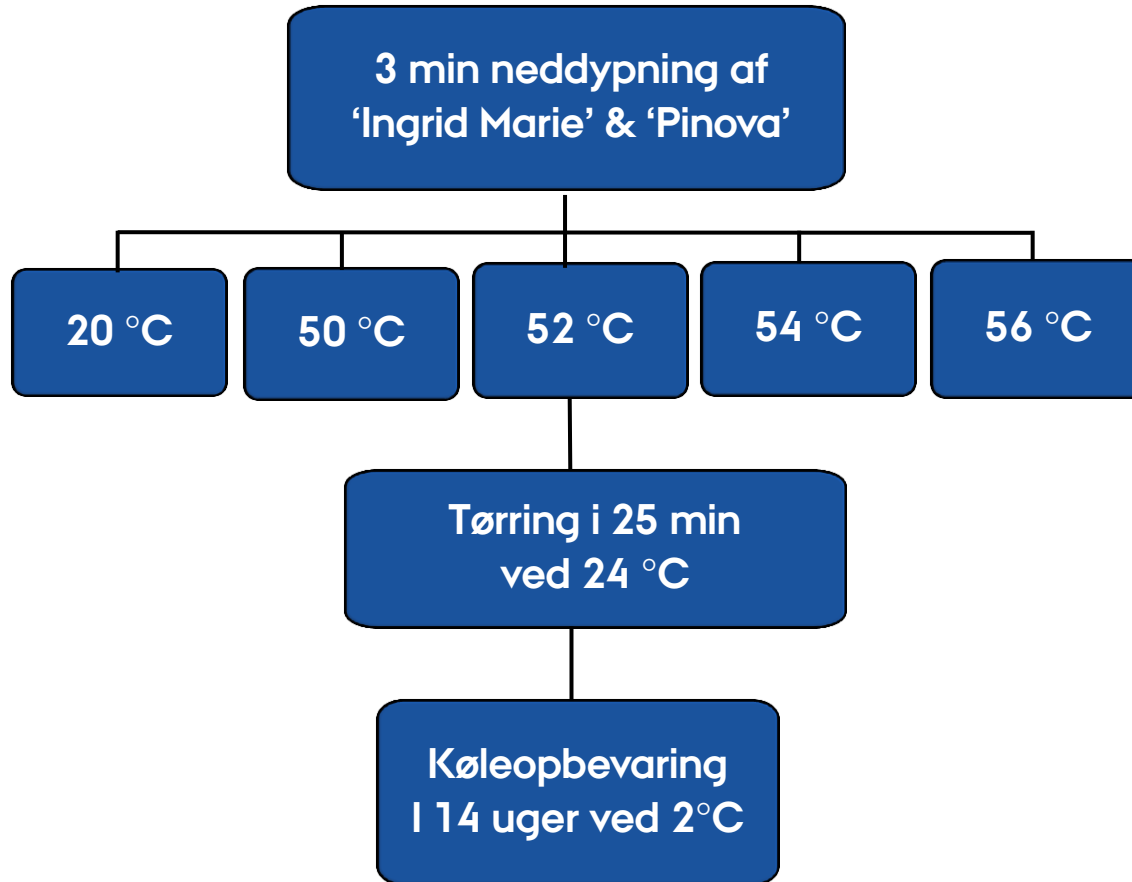 3 min neddypning af
‘Ingrid Marie’ & ‘Pinova’
20 °C
50 °C
52 °C
54 °C
56 °C
Tørring i 25 min
ved 24 °C
Køleopbevaring
I 14 uger ved 2°C